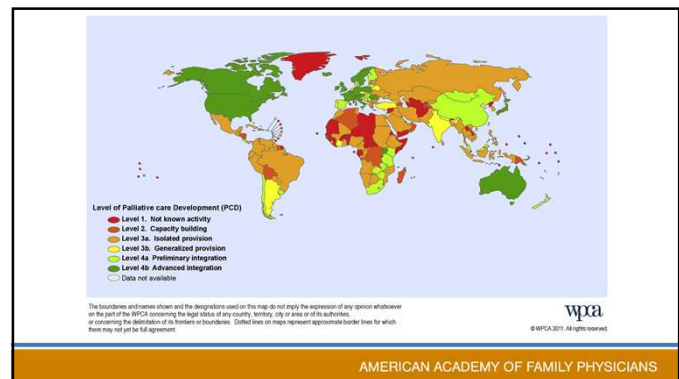 Level of Palliative care Development (PCD)
Level 1. Not known activity
Level 2. Capacity building
Level 3a. Isolated provision
Level 3b. Generalized provision
Level 4a Preliminary integration
Level 4b Advanced integration
Data not available
The boundaries and names shown and the designations used on this map do not imply the expression of any opinion whatsoever
on the part of the WPCA concerning the legal status of any country, territory, city or area or of its authorities,
or concerning the delimitation of its frontiers or boundaries. Dotted lines on maps represent approximate border lines for which
there may not yet be full agreement.
wpca
© WPCA 2011. All rights reserved.
AMERICAN ACADEMY OF FAMILY PHYSICIANS